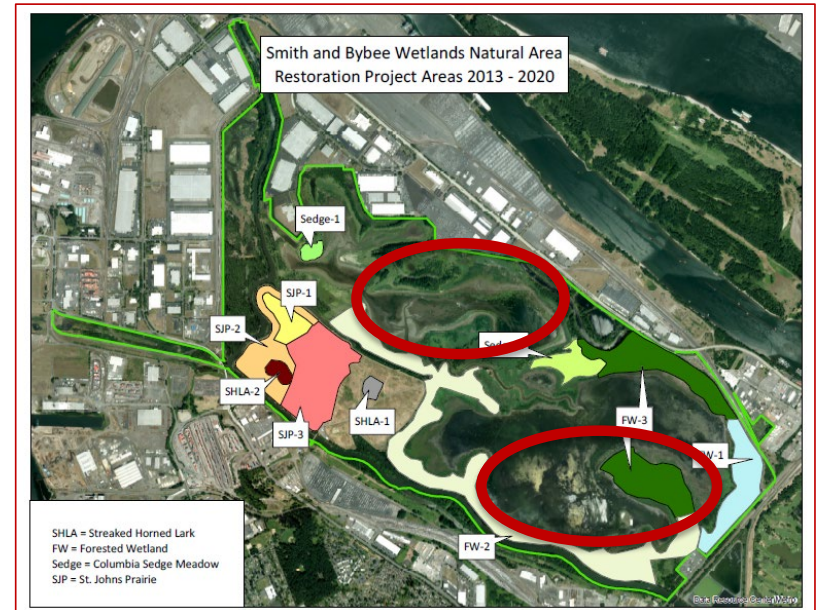 Smith and Bybee Wetlands Natural Area
Restoration Project Areas 2013 - 2020
Sedge-1
SJP-1
SJP-2
SHLA-2
SJP-3
SHLA-1
FW-3
FW-2
SHLA = Streaked Horned Lark
FW = Forested Wetland
Sedge = Columbia Sedge Meadow
SJP = St. Johns Prairie